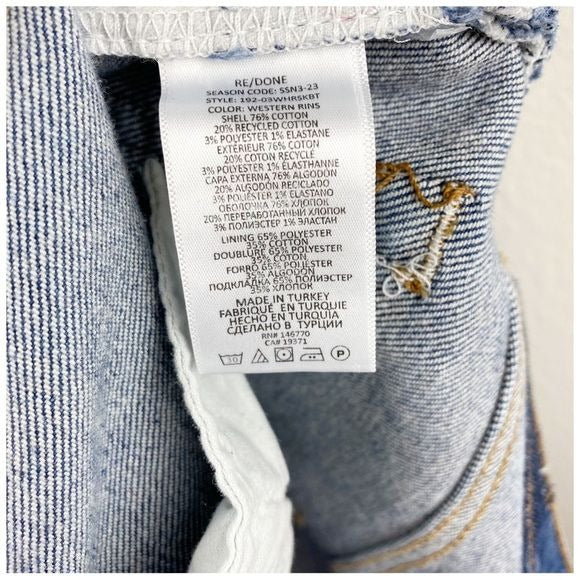 RE/DONE
SEASON CODE: SSN3-23
STYLE: 192-03WHRSKBT
COLOR: WESTERN RINS
SHELL 76% COTTON
20% RECYCLED COTTON
3% POLYESTER 1% ELASTANE
EXTÉRIEUR 76% COTON
20% COTON RECYCLÉ
3% POLYESTER 1% ÉLASTHANNE
CAPA EXTERNA 76% ALGODÓN
20% ALGODÓN RECICLADO
3% POLIÉSTER 1% ELASTANO
ОБОЛОЧКА 76% ХЛОПОК
20% ПЕРЕРАБОТАННЫЙ ХЛОПОК
3% ПОЛИЭСТЕР 1% ЭЛАСТАН
LINING 65% POLYESTER
35% COTTON
DOUBLURE 65% POLYESTER
35% COTON
FORRO 65% POLIESTER
35% ALGODÓN
ПОДКЛАДКА 65% ПОЛИЭСТЕР
35% ХЛОПОК
MADE IN TURKEY
FABRIQUÉ EN TURQUIE
HECHO EN TURQUIA
СДЕЛАНО В ТУРЦИИ
RN# 146770
CA# 19371
30 P